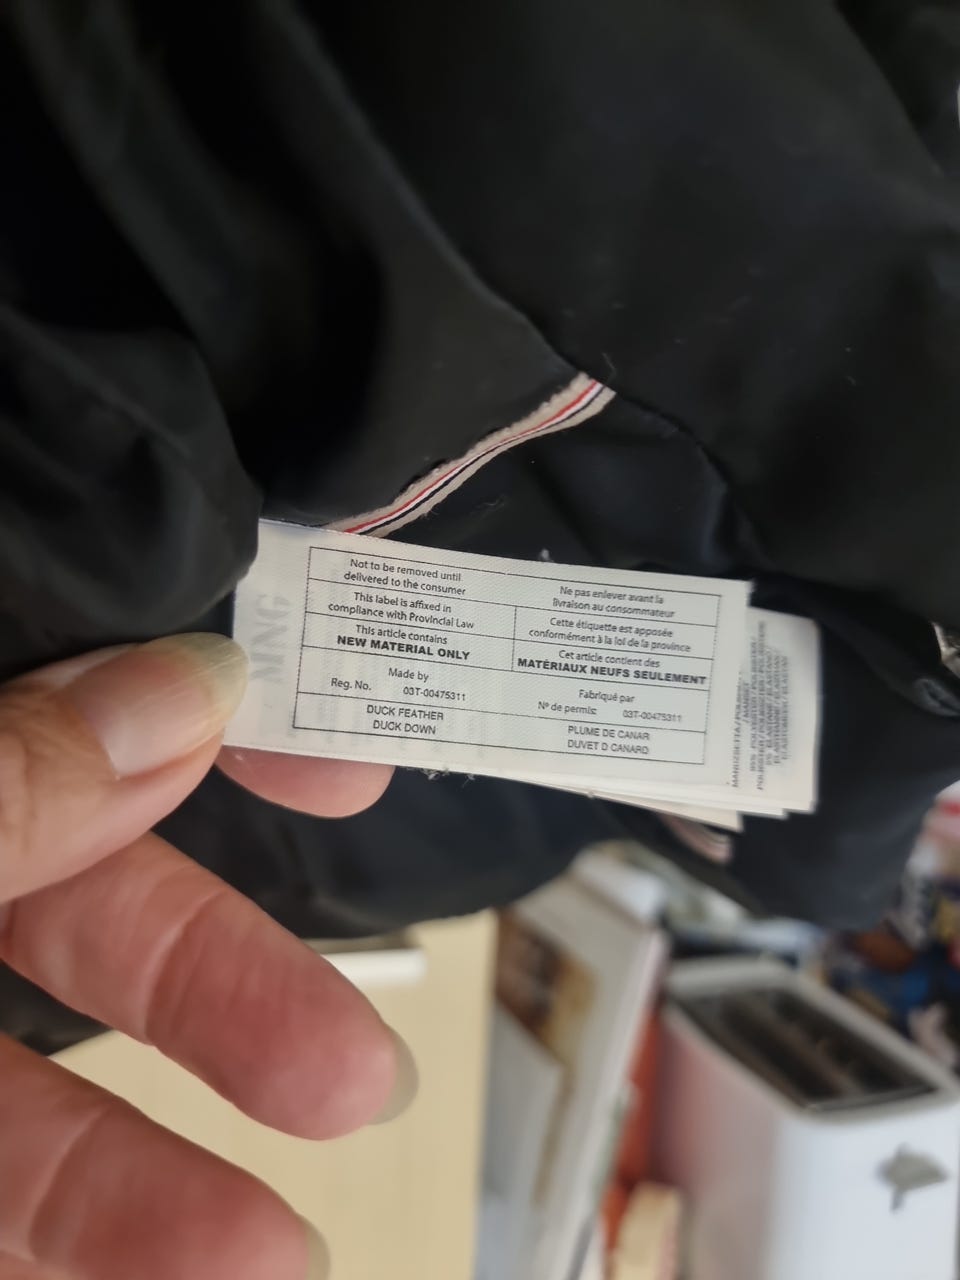 Not to be removed until
delivered to the consumer
Ne pas enlever avant la
livraison au consommateur
This label is affixed in
compliance with Provincial Law
Cette étiquette est apposée
conformément à la loi de la province
This article contains
NEW MATERIAL ONLY
Cet article contient des
MATÉRIAUX NEUFS SEULEMENT
Made by
Reg. No. 03T-00475311
Fabriqué par
Nº de permis: 03T-00475311
DUCK FEATHER
DUCK DOWN
PLUME DE CANAR
DUVET D CANARD